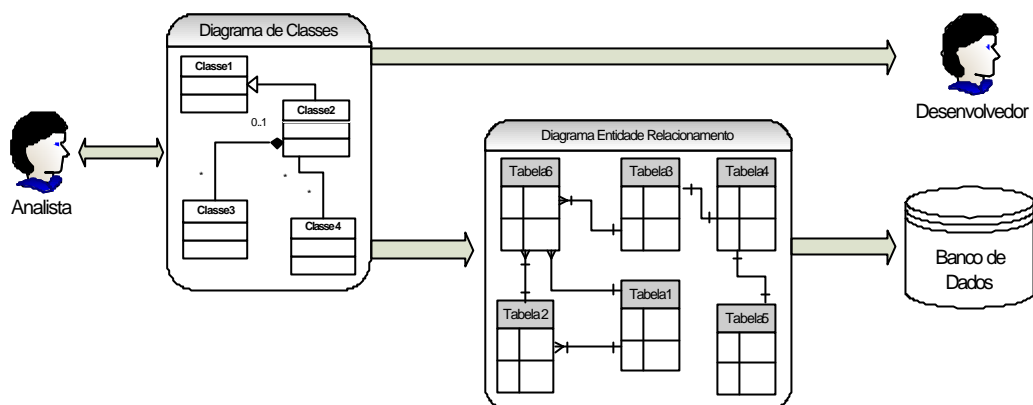 Diagrama de Classes
Classe1
Classe2
0..1
*
*
*
Classe3
Classe4
Analista
Desenvolvedor
Diagrama Entidade Relacionamento
Tabela6
Tabela3
Tabela4
Tabela2
Tabela1
Tabela5
Banco de
Dados